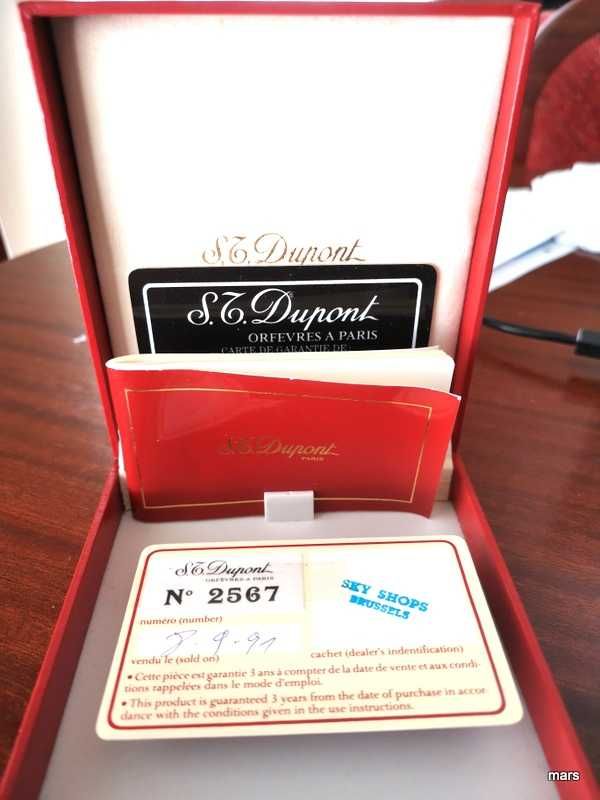 S.T. Dupont
S.T. Dupont
ORFEVRES A PARIS
CARTE DE GARANTIE DE:
S.T. Dupont
PARIS
S.T. Dupont
ORFEVRES A PARIS
N° 2567
SKY SHOPS
BRUSSELS
numéro (number)
8-9-91
vendu le (sold on)
cachet (dealer's indentification)
• Cette pièce est garantie 3 ans à compter de la date de vente et aux condi-
tions rappelées dans le mode d'emploi.
• This product is guaranteed 3 years from the date of purchase in accor-
dance with the conditions given in the use instructions.
mars